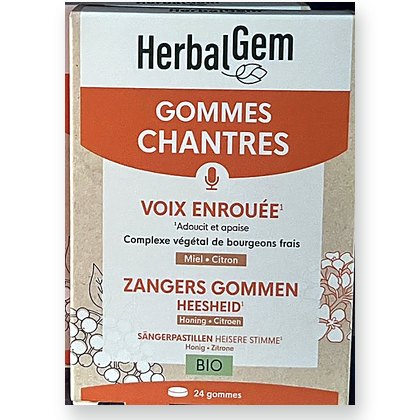 HerbalGem
GOMMES
CHANTRES
VOIX ENROUÉE¹
¹Adoucit et apaise
Complexe végétal de bourgeons frais
Miel • Citron
ZANGERS GOMMEN
HEESHEID¹
Honing • Citroen
SÄNGERPASTILLEN HEISERE STIMME¹
Honig • Zitrone
BIO
24 gommes